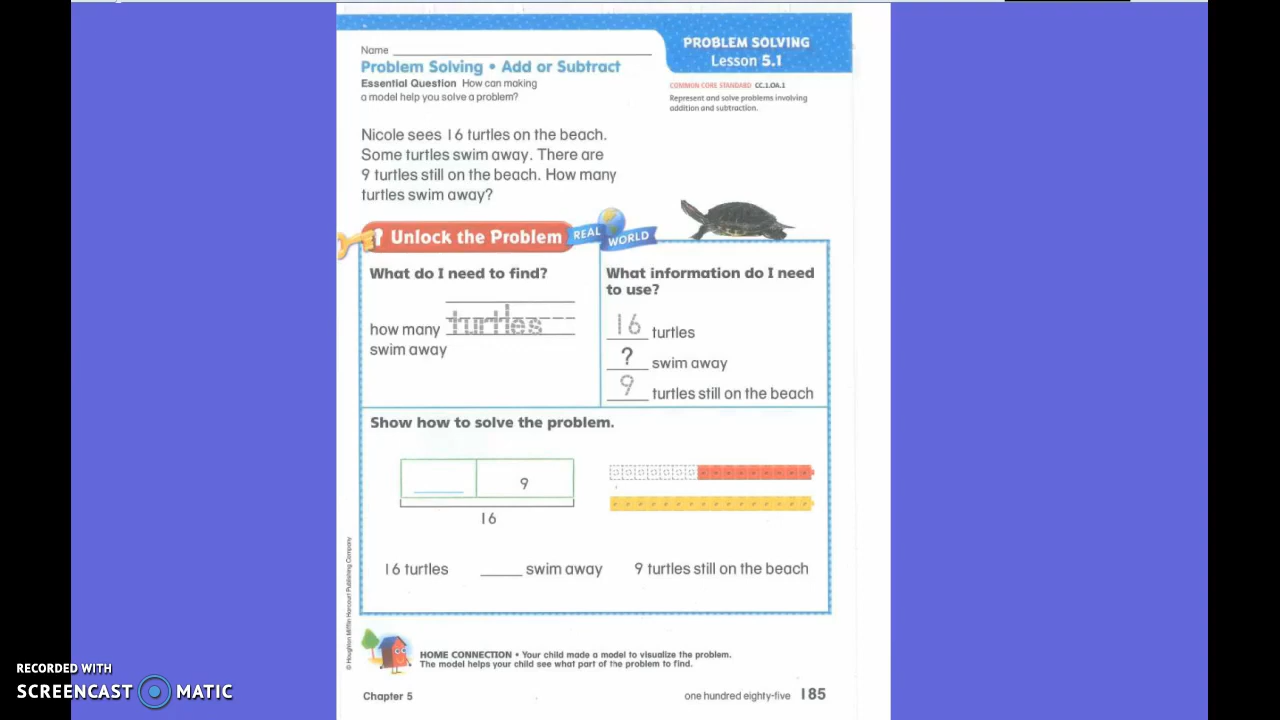 PROBLEM SOLVING
Lesson 5.1
Name
Problem Solving • Add or Subtract
Essential Question How can making
a model help you solve a problem?
COMMON CORE STANDARD CC.1.OA.1
Represent and solve problems involving
addition and subtraction.
Nicole sees 16 turtles on the beach.
Some turtles swim away. There are
9 turtles still on the beach. How many
turtles swim away?
Unlock the Problem
REAL
WORLD
What do I need to find?
how many turtles
swim away
What information do I need
to use?
16 turtles
? swim away
9 turtles still on the beach
Show how to solve the problem.
9
16
16 turtles ____ swim away 9 turtles still on the beach
© Houghton Mifflin Harcourt Publishing Company
HOME CONNECTION • Your child made a model to visualize the problem.
The model helps your child see what part of the problem to find.
Chapter 5
one hundred eighty-five 185
RECORDED WITH
SCREENCAST MATIC